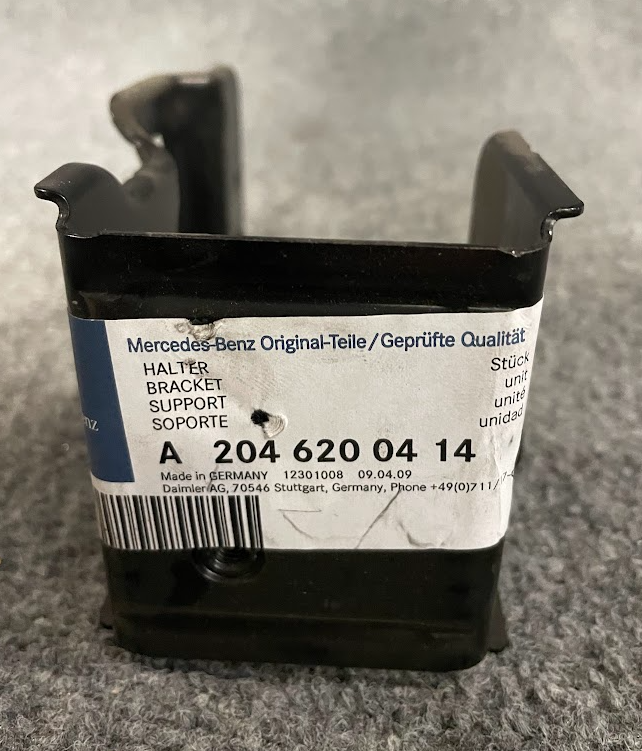 Mercedes-Benz Original-Teile/Geprüfte Qualität
HALTER
BRACKET
SUPPORT
SOPORTE
Stück
unit
unité
unidad
A 204 620 04 14
Made in GERMANY 12301008 09.04.09
Daimler AG, 70546 Stuttgart, Germany, Phone +49(0)711/